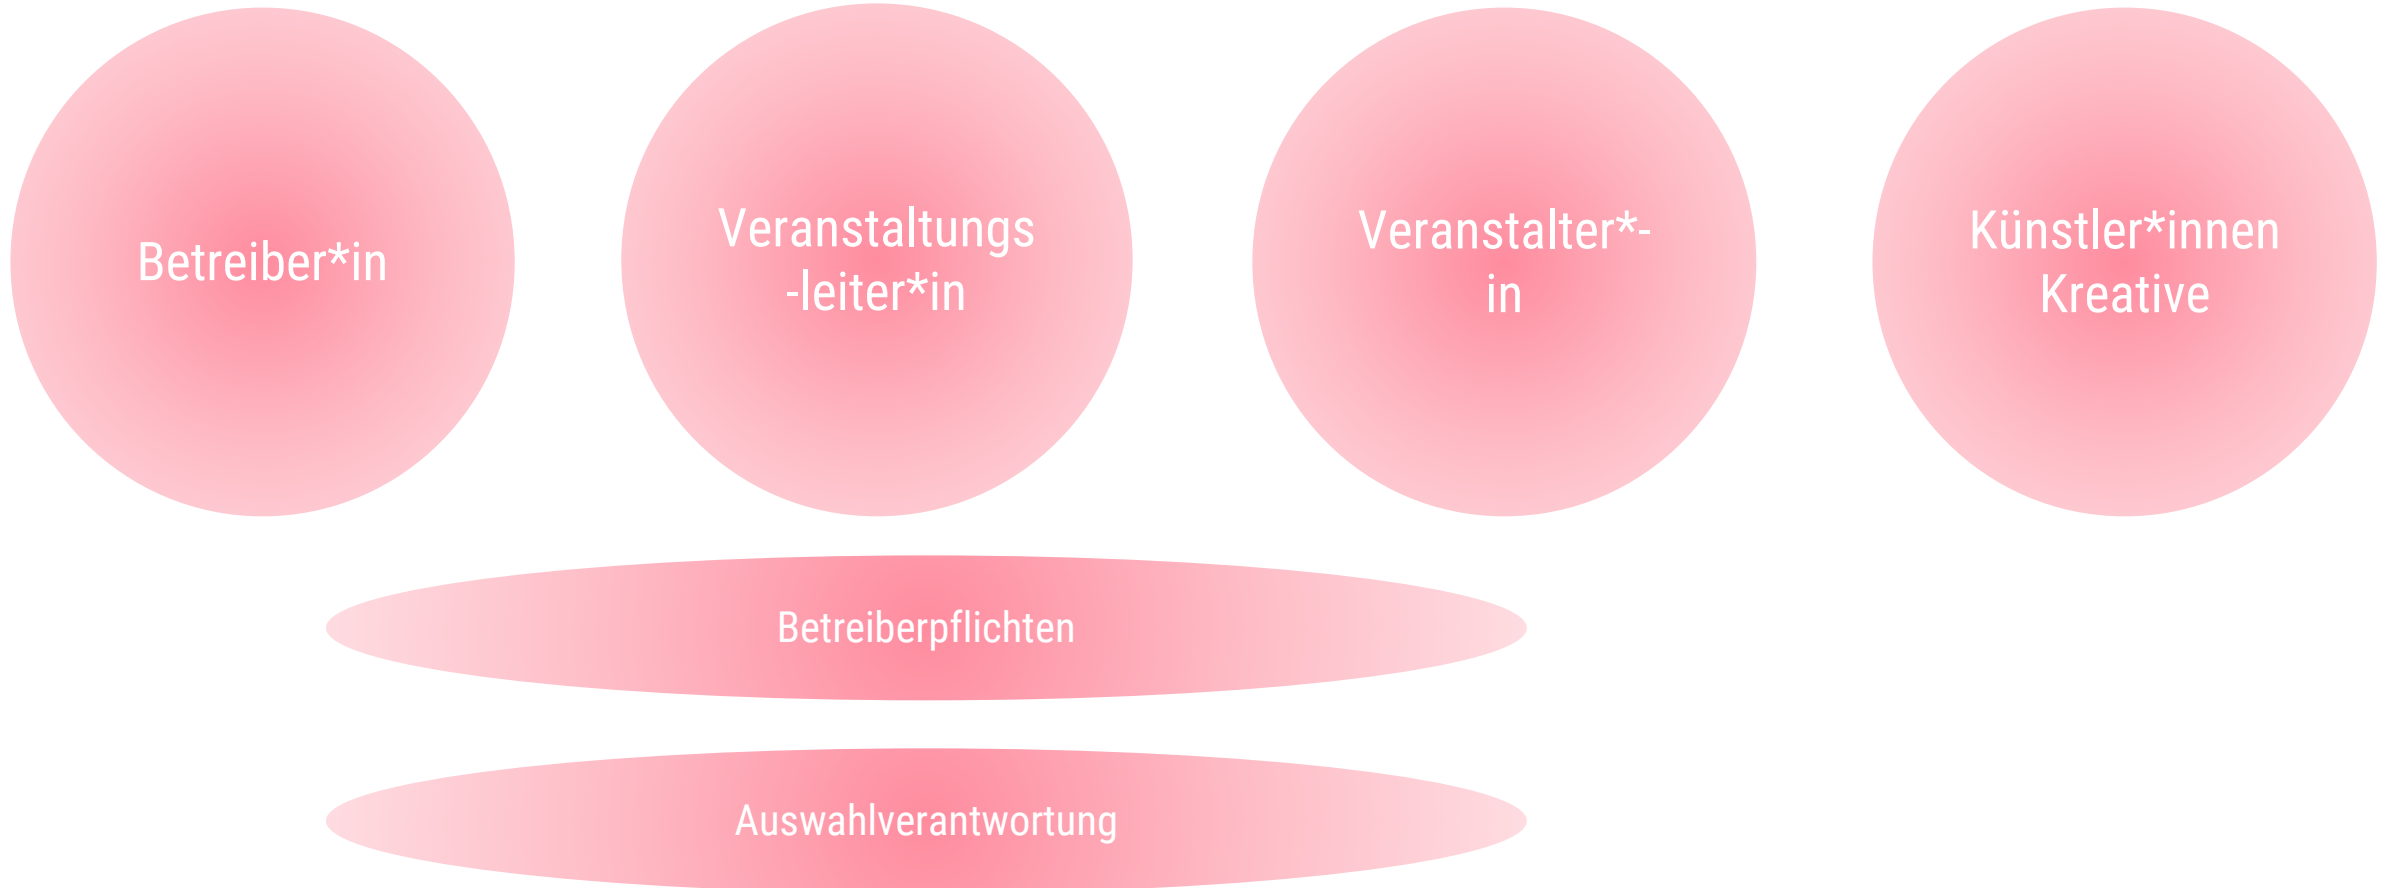 Betreiber*in
Veranstaltungs
-leiter*in
Veranstalter*-
in
Künstler*innen
Kreative
Betreiberpflichten
Auswahlverantwortung